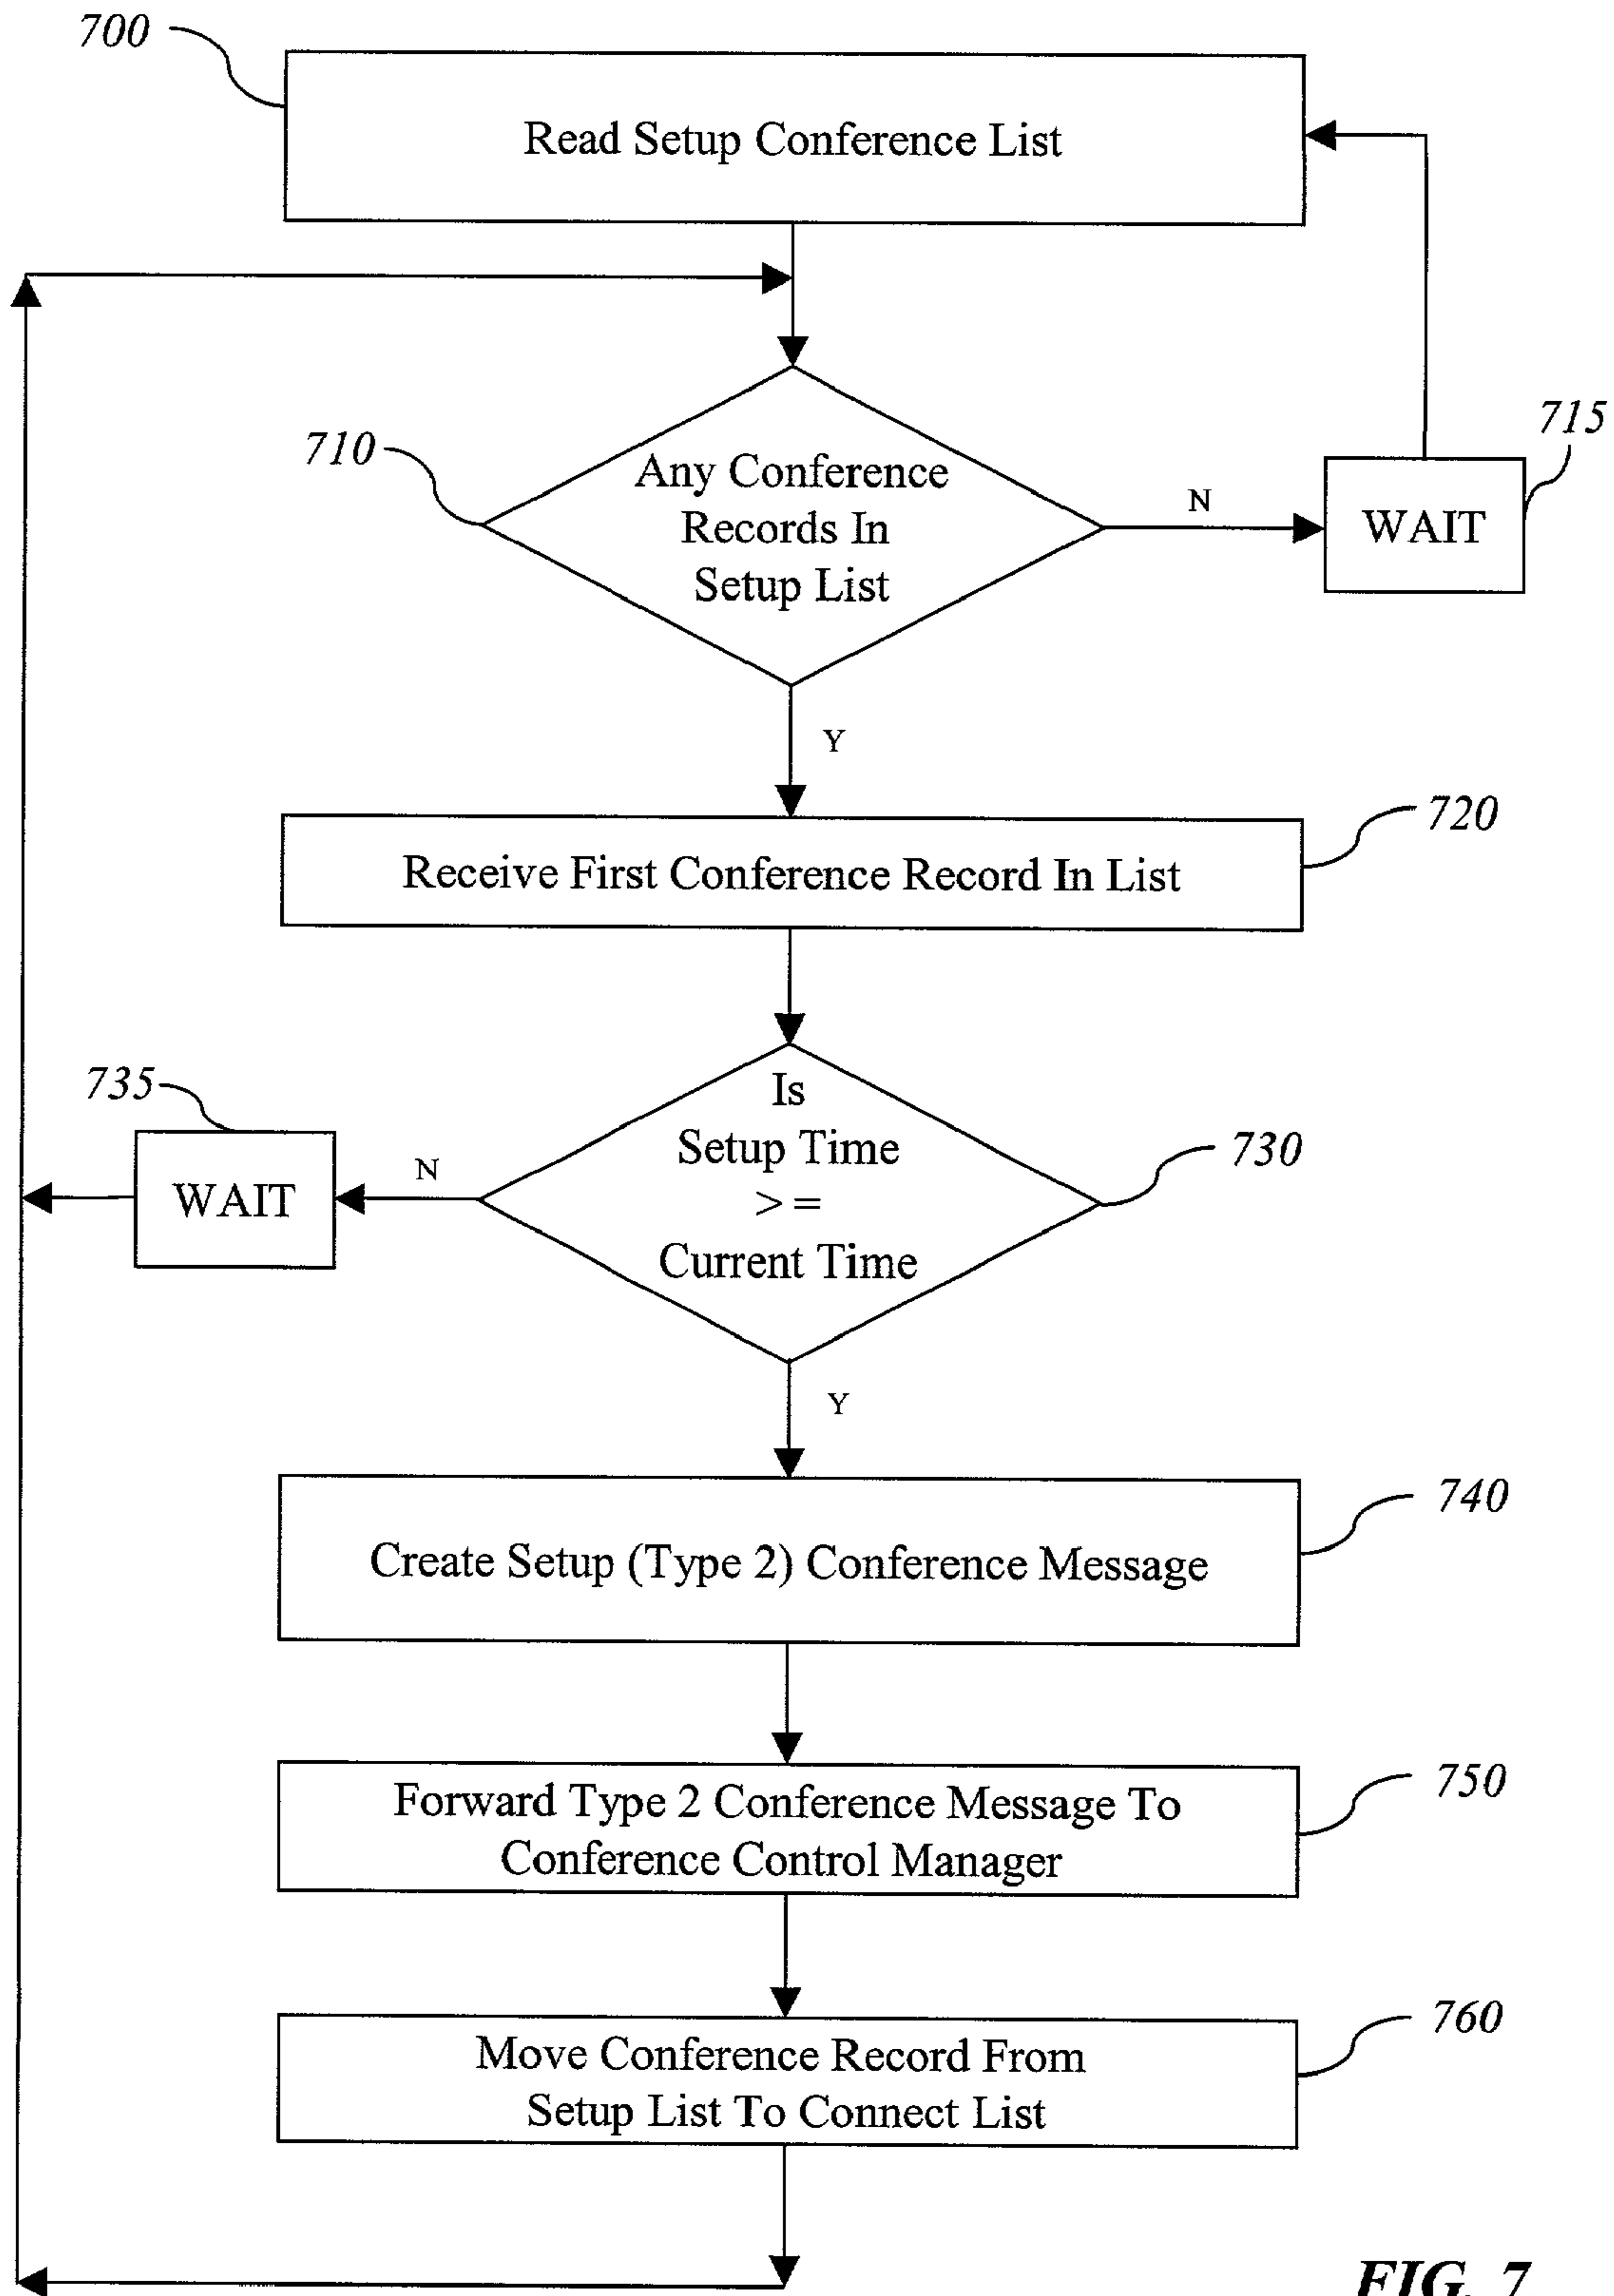 700
Read Setup Conference List
710
Any Conference
Records In
Setup List
N
715
WAIT
Y
720
Receive First Conference Record In List
735
WAIT
N
Is
Setup Time
> =
Current Time
730
Y
740
Create Setup (Type 2) Conference Message
750
Forward Type 2 Conference Message To
Conference Control Manager
760
Move Conference Record From
Setup List To Connect List
FIG. 7